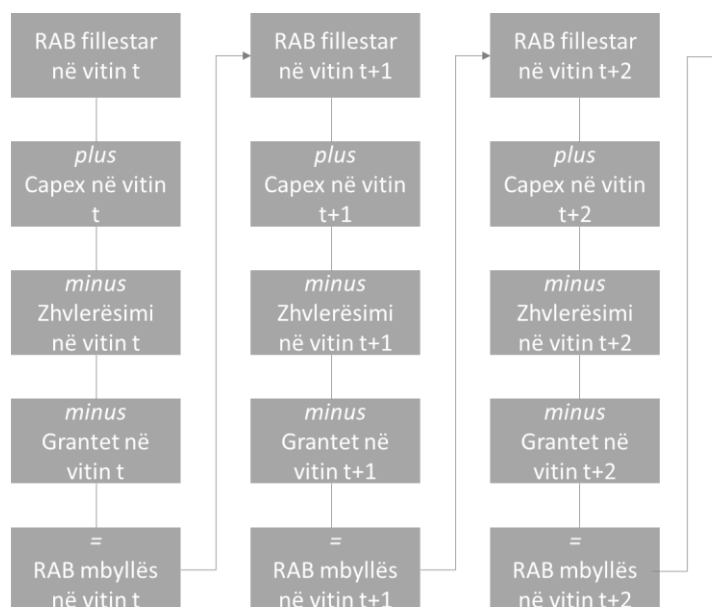 RAB fillestar
në vitin t
plus
Capex në vitin
t
minus
Zhvlerësimi
në vitin t
minus
Grantet në
vitin t
=
RAB mbyllës
në vitin t
RAB fillestar
në vitin t+1
plus
Capex në vitin
t+1
minus
Zhvlerësimi
në vitin t+1
minus
Grantet në
vitin t+1
=
RAB mbyllës
në vitin t+1
RAB fillestar
në vitin t+2
plus
Capex në vitin
t+2
minus
Zhvlerësimi
në vitin t+2
minus
Grantet në
vitin t+2
=
RAB mbyllës
në vitin t+2